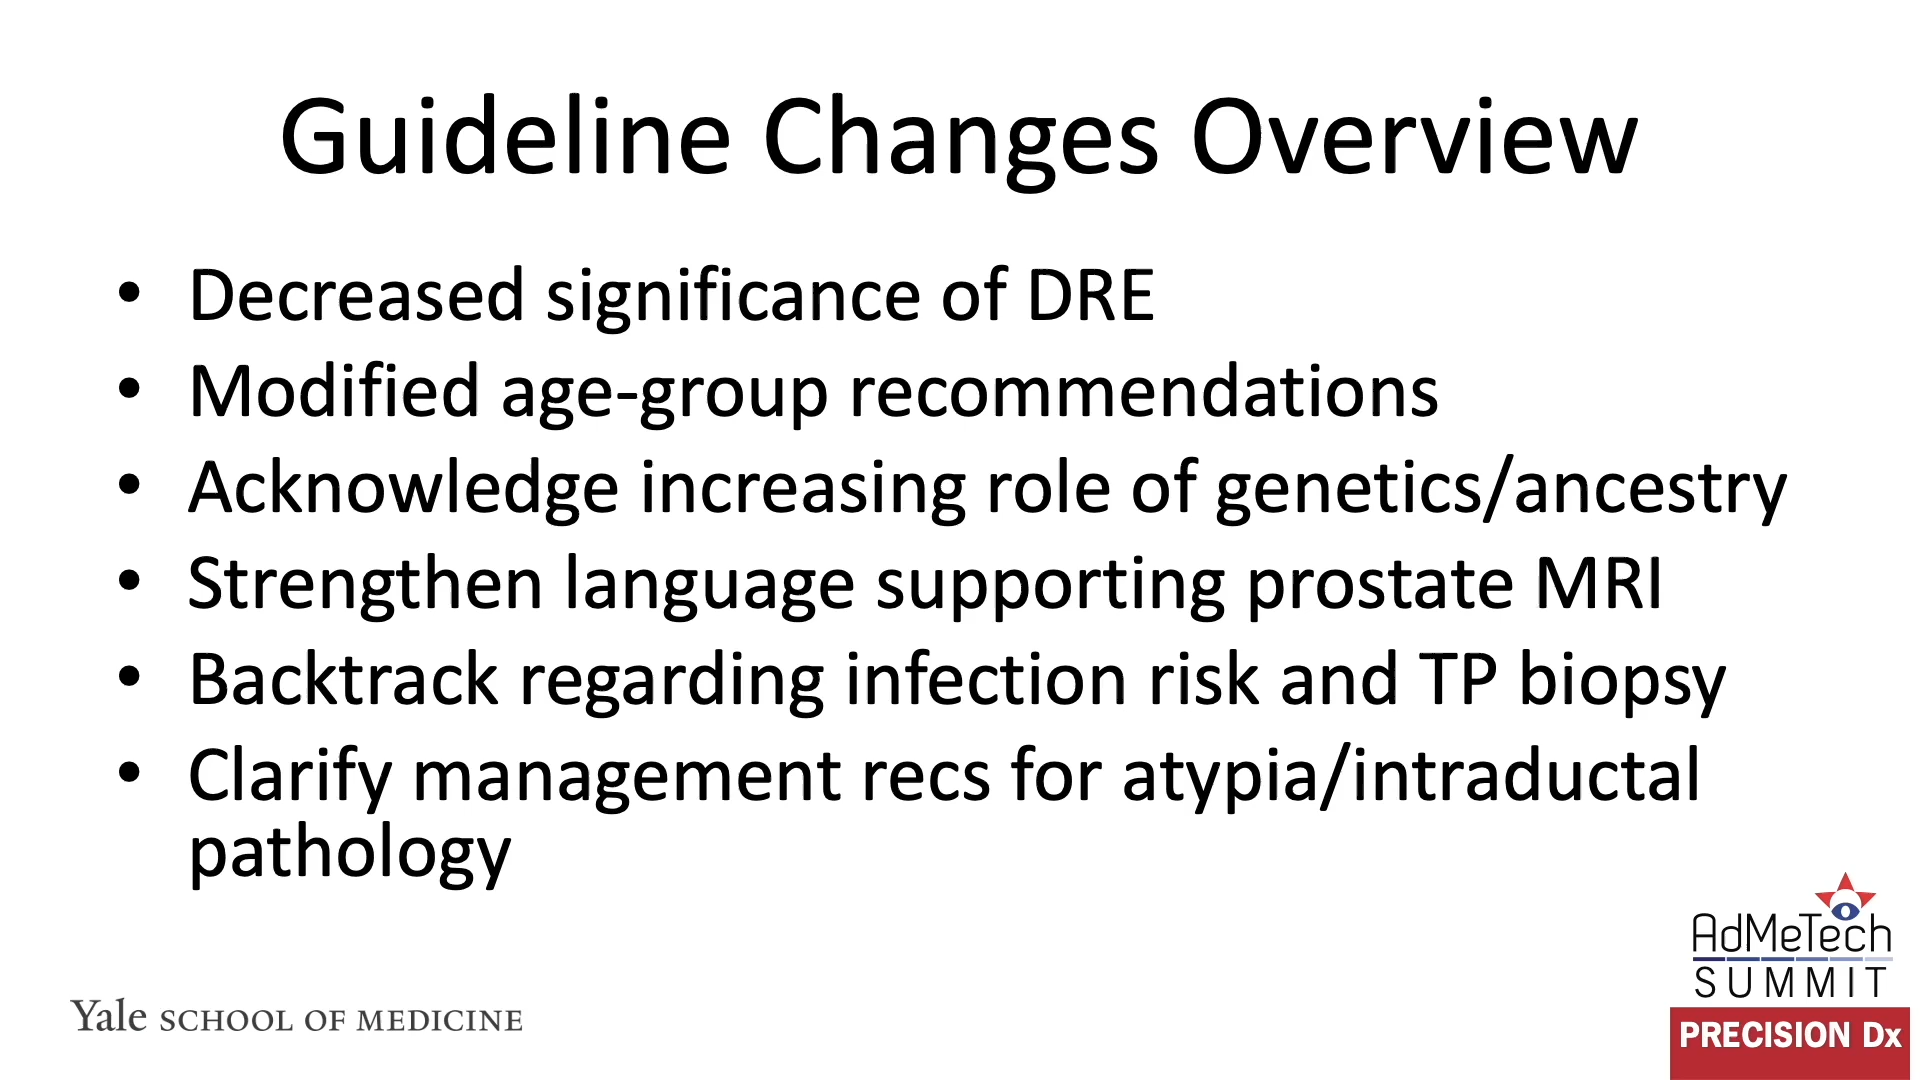 Guideline Changes Overview
• Decreased significance of DRE
• Modified age-group recommendations
• Acknowledge increasing role of genetics/ancestry
• Strengthen language supporting prostate MRI
• Backtrack regarding infection risk and TP biopsy
• Clarify management recs for atypia/intraductal
pathology
Yale SCHOOL OF MEDICINE
AdMeTech
SUMMIT
PRECISION Dx